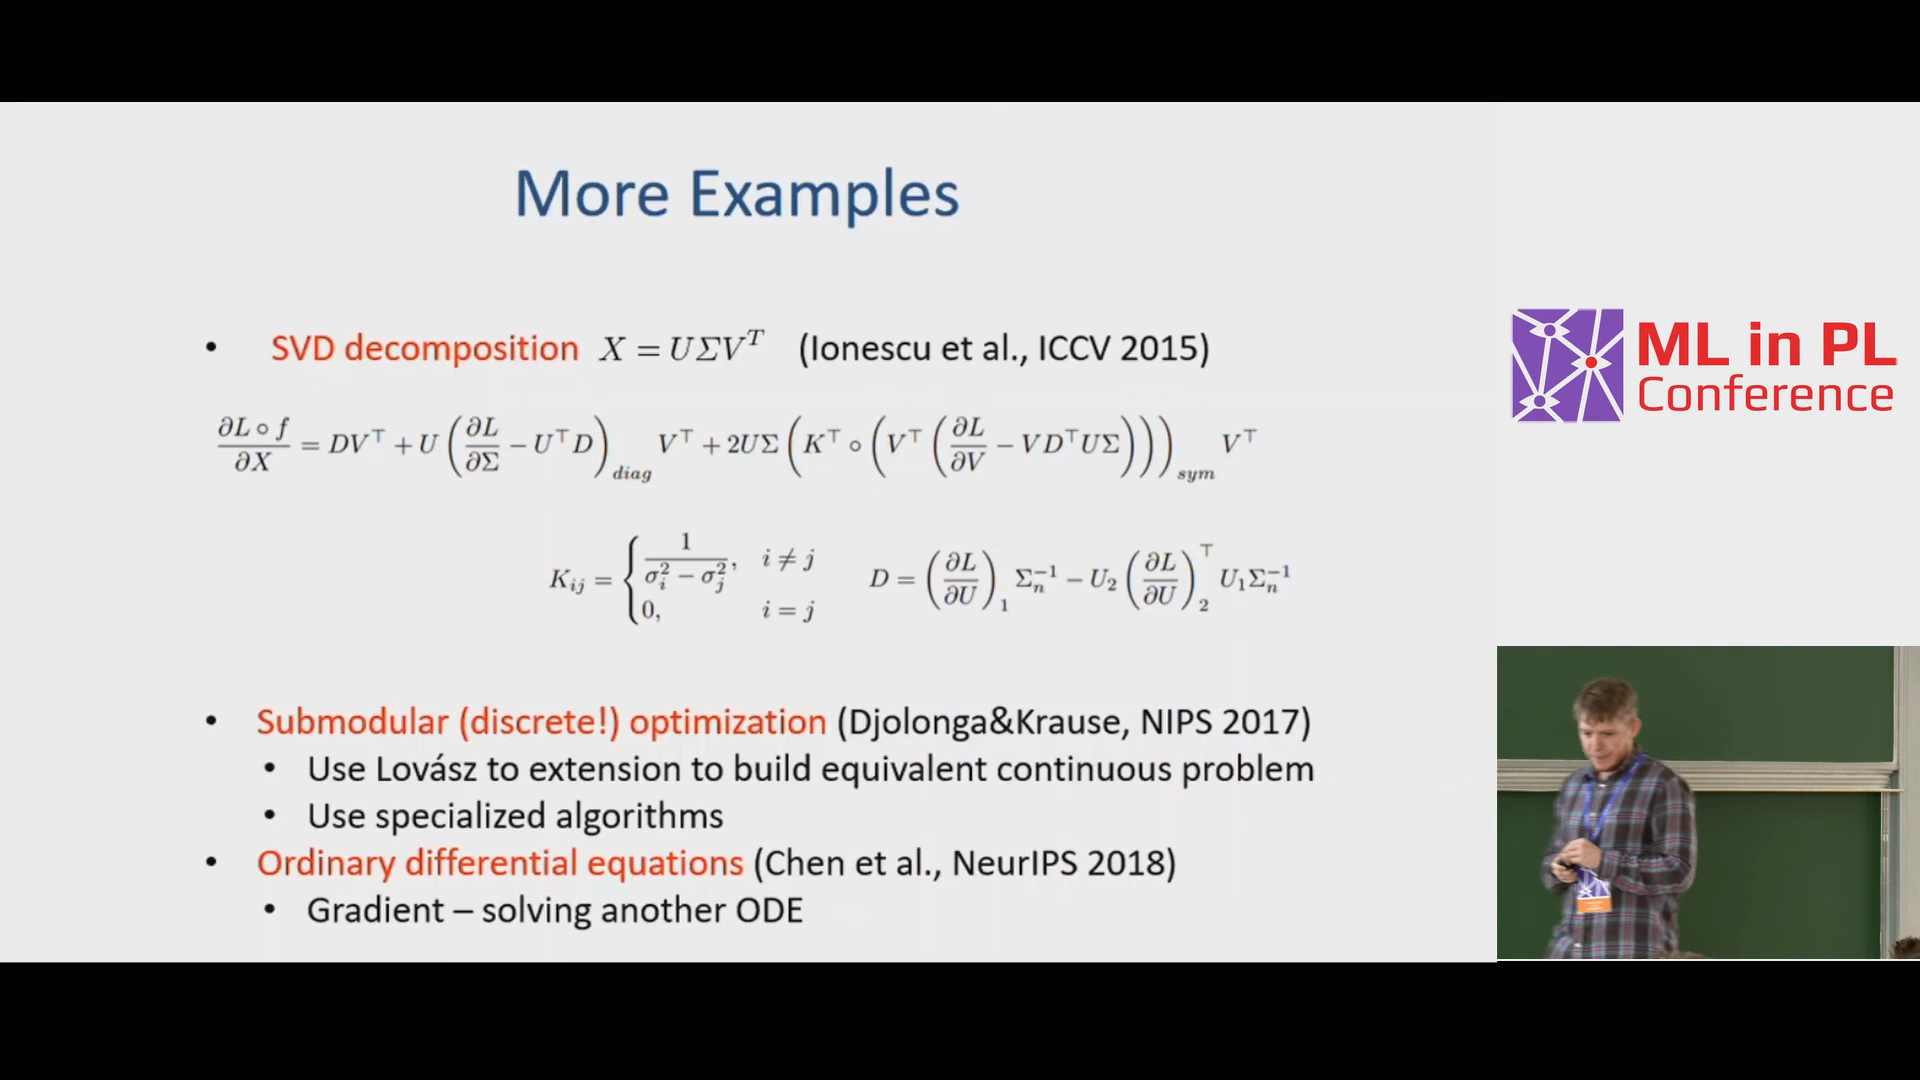 More Examples
• SVD decomposition X = UΣV^T (Ionescu et al., ICCV 2015)
∂L∘f/∂X = DV^⊤ + U(∂L/∂Σ − U^⊤D)_diag V^⊤ + 2UΣ(K^⊤ ∘ (V^⊤(∂L/∂V − VD^⊤UΣ)))_sym V^⊤
K_ij = { 1/(σ_i^2 − σ_j^2), i ≠ j; 0, i = j    D = (∂L/∂U)_1 Σ_n^−1 − U_2 (∂L/∂U)_2^⊤ U_1Σ_n^−1
• Submodular (discrete!) optimization (Djolonga&Krause, NIPS 2017)
• Use Lovász to extension to build equivalent continuous problem
• Use specialized algorithms
• Ordinary differential equations (Chen et al., NeurIPS 2018)
• Gradient – solving another ODE
ML in PL
Conference